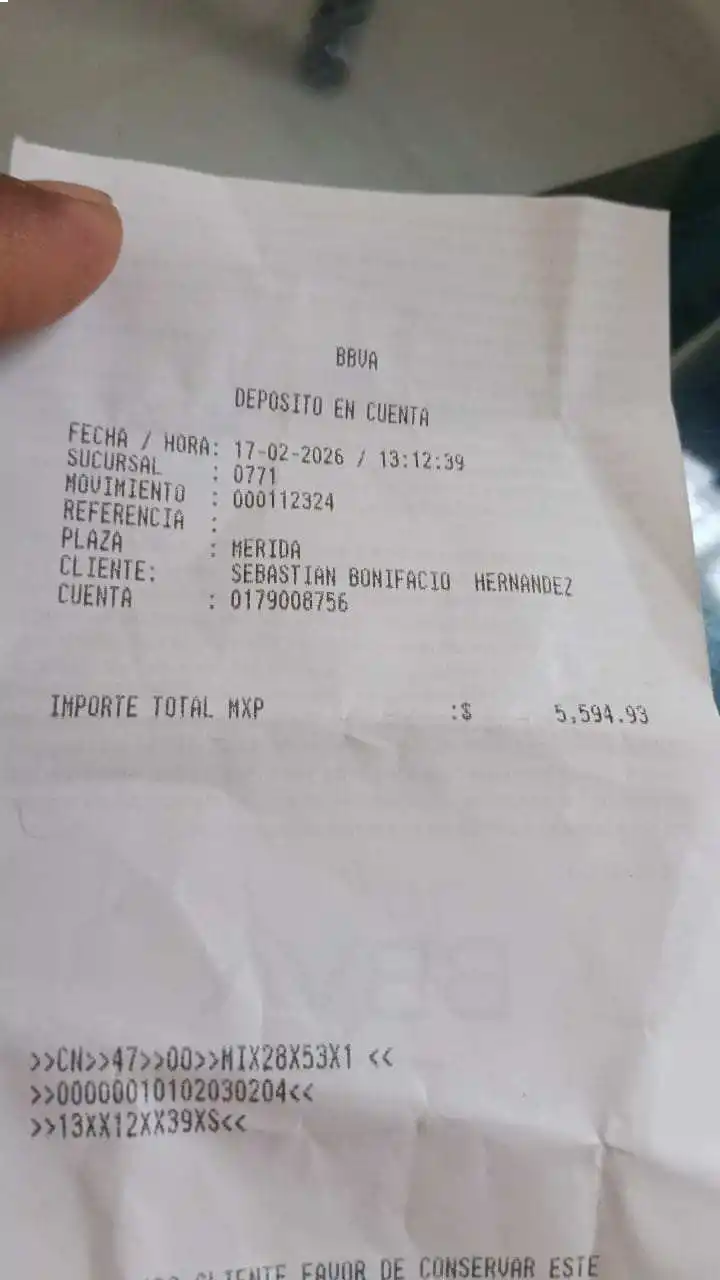 BBVA
DEPOSITO EN CUENTA
FECHA / HORA: 17-02-2026 / 13:12:39
SUCURSAL : 0771
MOVIMIENTO : 000112324
REFERENCIA :
PLAZA : MERIDA
CLIENTE: SEBASTIAN BONIFACIO HERNANDEZ
CUENTA : 0179008756
IMPORTE TOTAL MXP :$ 5,594.93
>>CN>>47>>00>>MIX28X53X1 <<
>>00000010102030204<<
>>13XX12XX39XS<<
CLIENTE FAVOR DE CONSERVAR ESTE